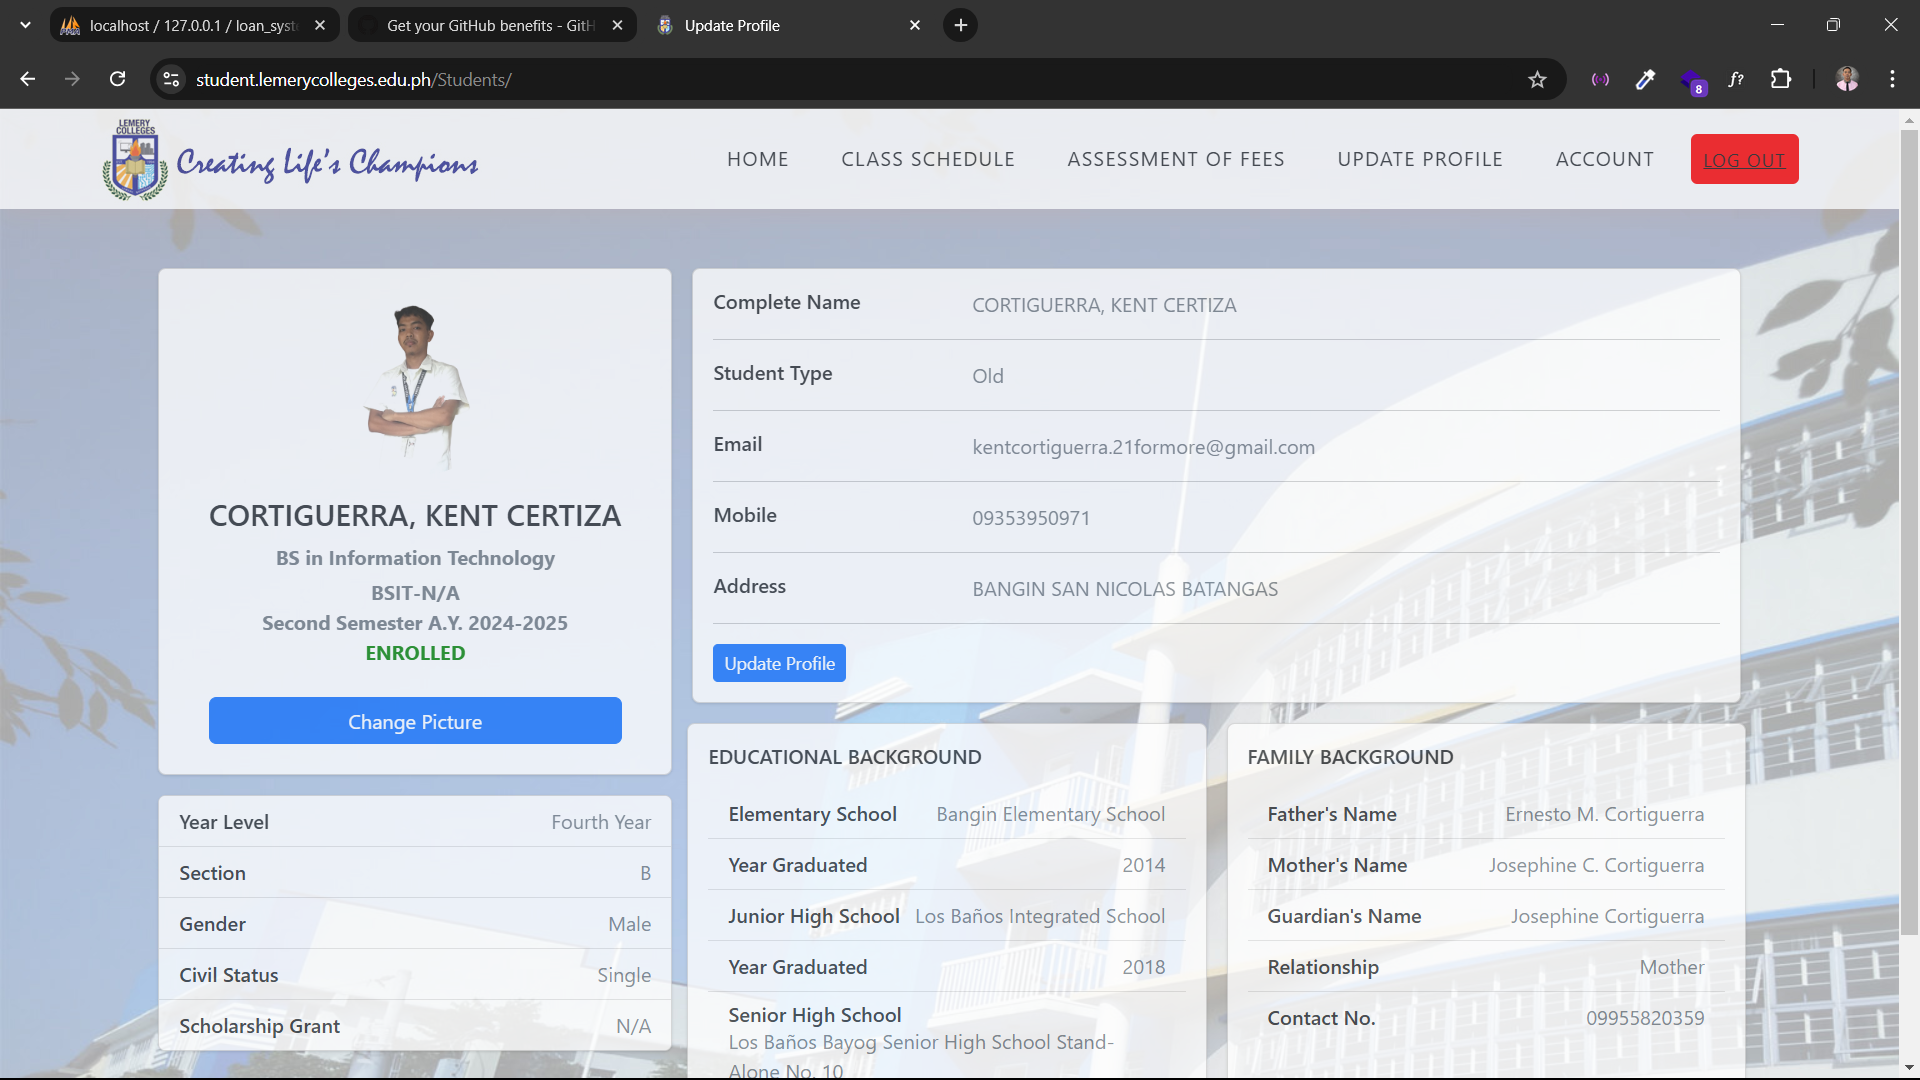 localhost / 127.0.0.1 / loan_syst
Get your GitHub benefits - GitH
Update Profile
student.lemerycolleges.edu.ph/Students/
8
f?
LEMERY
COLLEGES
Creating Life's Champions
HOME
CLASS SCHEDULE
ASSESSMENT OF FEES
UPDATE PROFILE
ACCOUNT
LOG OUT
CORTIGUERRA, KENT CERTIZA
BS in Information Technology
BSIT-N/A
Second Semester A.Y. 2024-2025
ENROLLED
Change Picture
Year Level Fourth Year
Section B
Gender Male
Civil Status Single
Scholarship Grant N/A
Complete Name CORTIGUERRA, KENT CERTIZA
Student Type Old
Email kentcortiguerra.21formore@gmail.com
Mobile 09353950971
Address BANGIN SAN NICOLAS BATANGAS
Update Profile
EDUCATIONAL BACKGROUND
Elementary School Bangin Elementary School
Year Graduated 2014
Junior High School Los Baños Integrated School
Year Graduated 2018
Senior High School
Los Baños Bayog Senior High School Stand-
Alone No. 10
FAMILY BACKGROUND
Father's Name Ernesto M. Cortiguerra
Mother's Name Josephine C. Cortiguerra
Guardian's Name Josephine Cortiguerra
Relationship Mother
Contact No. 09955820359